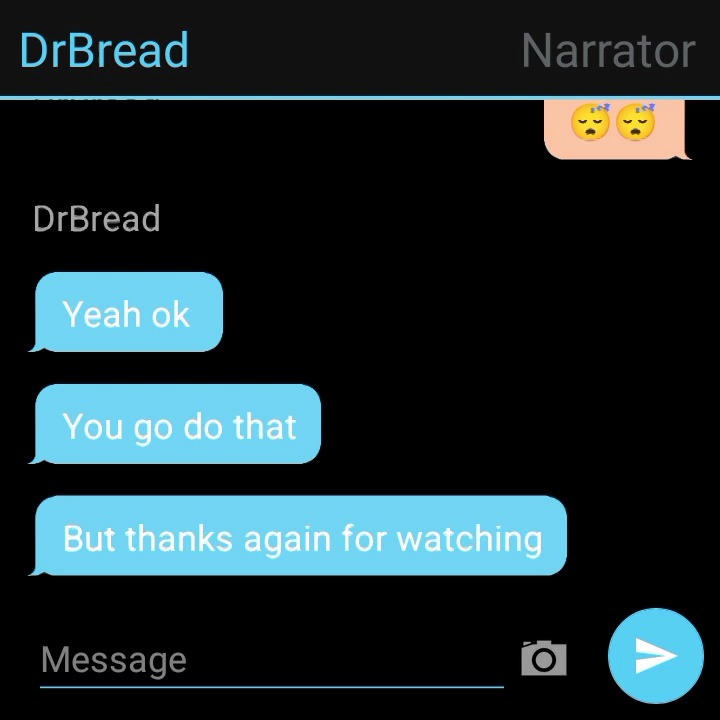 DrBread
Narrator
😴😴
DrBread
Yeah ok
You go do that
But thanks again for watching
Message